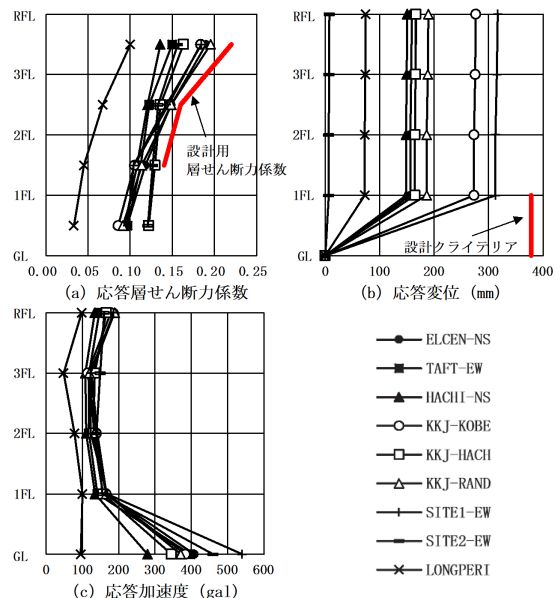 RFL
3FL
2FL
1FL
GL
0.00 0.05 0.10 0.15 0.20 0.25
設計用
層せん断力係数
(a) 応答層せん断力係数
RFL
3FL
2FL
1FL
GL
0 100 200 300 400
設計クライテリア
(b) 応答変位 (mm)
RFL
3FL
2FL
1FL
GL
0 100 200 300 400 500 600
(c) 応答加速度 (gal)
ELCEN-NS
TAFT-EW
HACHI-NS
KKJ-KOBE
KKJ-HACH
KKJ-RAND
SITE1-EW
SITE2-EW
LONGPERI